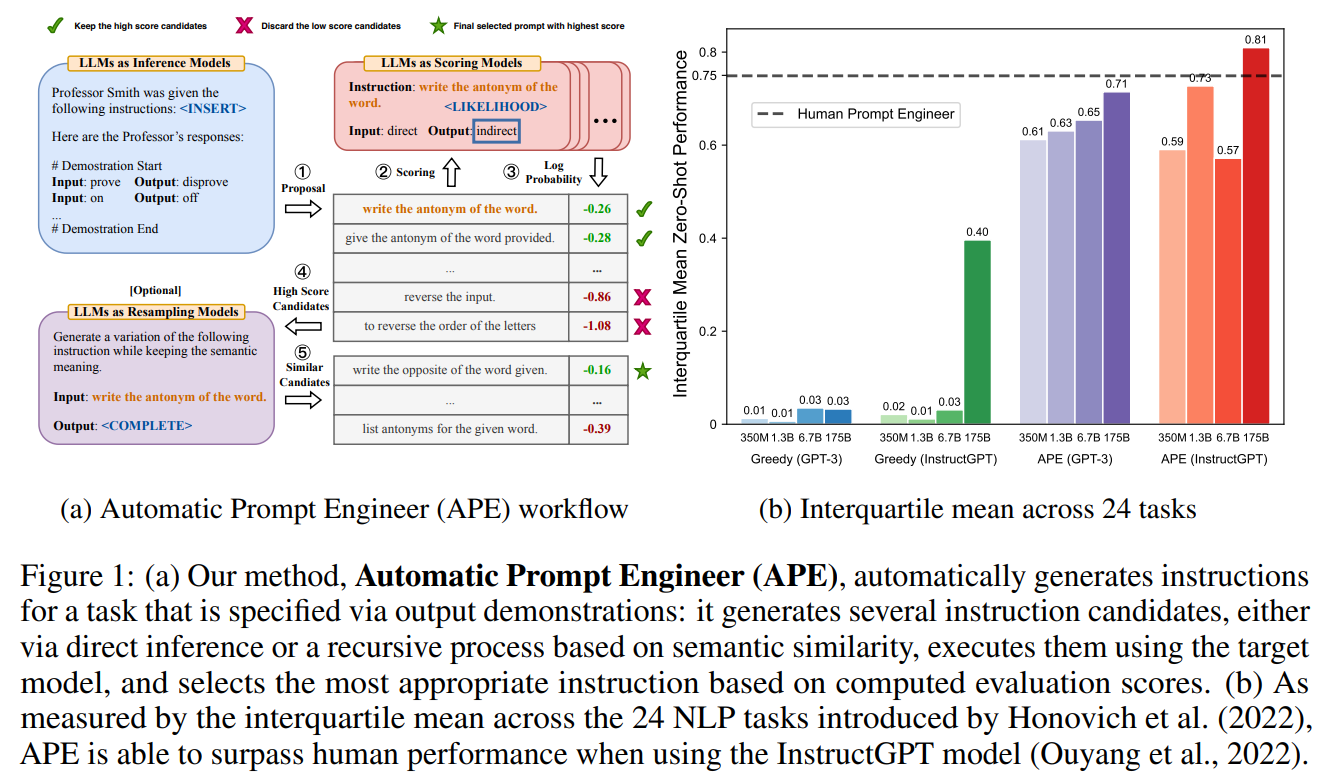 Keep the high score candidates
Discard the low score candidates
Final selected prompt with highest score
LLMs as Inference Models
Professor Smith was given the
following instructions: <INSERT>
Here are the Professor's responses:
# Demostration Start
Input: prove Output: disprove
Input: on Output: off
...
# Demostration End
① Proposal
LLMs as Scoring Models
Instruction: write the antonym of the
word. <LIKELIHOOD>
Input: direct Output: indirect
...
② Scoring
③ Log
Probability
write the antonym of the word. -0.26
give the antonym of the word provided. -0.28
... ...
reverse the input. -0.86
to reverse the order of the letters -1.08
④
High Score
Candidates
[Optional]
LLMs as Resampling Models
Generate a variation of the following
instruction while keeping the semantic
meaning.
Input: write the antonym of the word.
Output: <COMPLETE>
⑤
Similar
Candiates
write the opposite of the word given. -0.16
... ...
list antonyms for the given word. -0.39
(a) Automatic Prompt Engineer (APE) workflow
Interquartile Mean Zero-Shot Performance
0.8
0.75
0.6
0.4
0.2
0
Human Prompt Engineer
0.01 0.01 0.03 0.03
0.02 0.01 0.03 0.40
0.61 0.63 0.65 0.71
0.59 0.73 0.57 0.81
350M 1.3B 6.7B 175B
350M 1.3B 6.7B 175B
350M 1.3B 6.7B 175B
350M 1.3B 6.7B 175B
Greedy (GPT-3)
Greedy (InstructGPT)
APE (GPT-3)
APE (InstructGPT)
(b) Interquartile mean across 24 tasks
Figure 1: (a) Our method, Automatic Prompt Engineer (APE), automatically generates instructions
for a task that is specified via output demonstrations: it generates several instruction candidates, either
via direct inference or a recursive process based on semantic similarity, executes them using the target
model, and selects the most appropriate instruction based on computed evaluation scores. (b) As
measured by the interquartile mean across the 24 NLP tasks introduced by Honovich et al. (2022),
APE is able to surpass human performance when using the InstructGPT model (Ouyang et al., 2022).